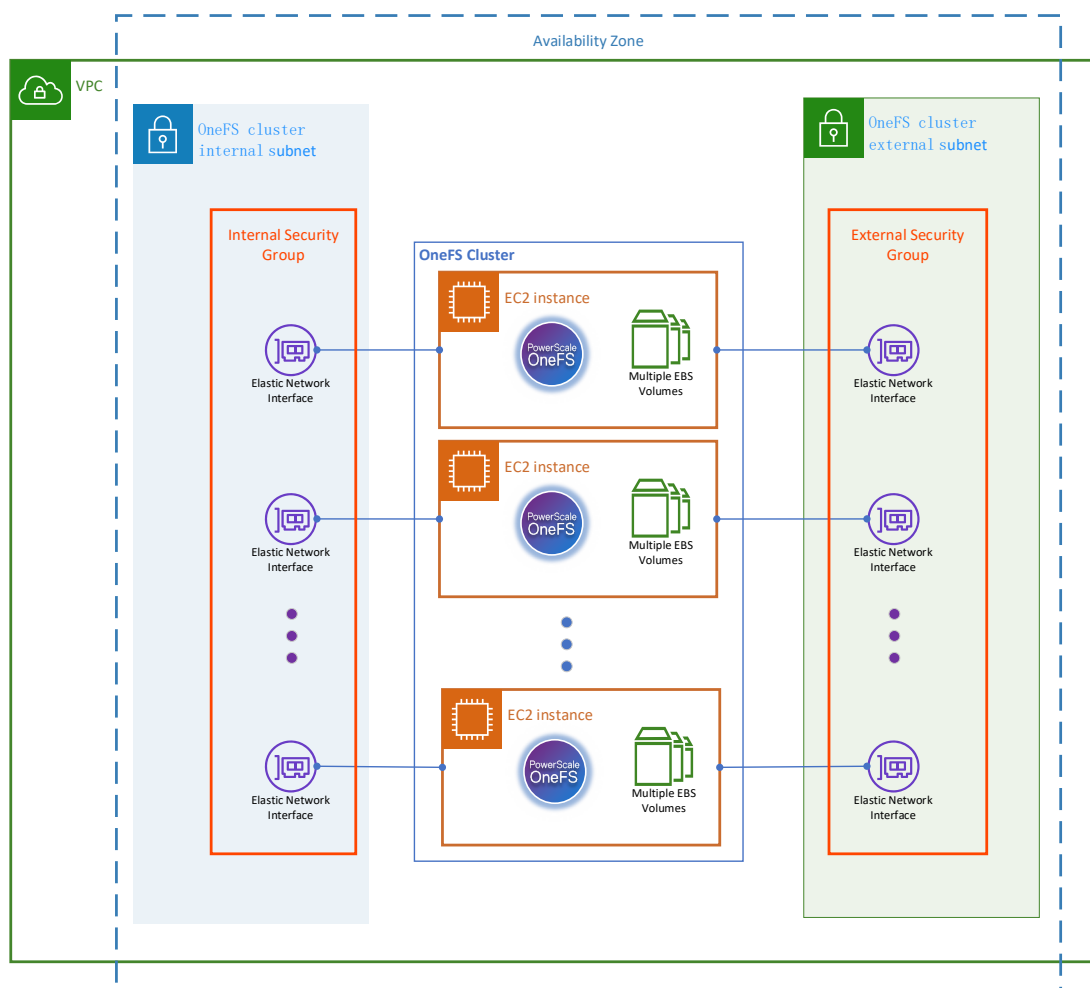 Availability Zone
VPC
OneFS cluster
internal subnet
OneFS cluster
external subnet
Internal Security
Group
External Security
Group
OneFS Cluster
EC2 instance
PowerScale
OneFS
Multiple EBS
Volumes
Elastic Network
Interface
Elastic Network
Interface
EC2 instance
PowerScale
OneFS
Multiple EBS
Volumes
Elastic Network
Interface
Elastic Network
Interface
EC2 instance
PowerScale
OneFS
Multiple EBS
Volumes
Elastic Network
Interface
Elastic Network
Interface